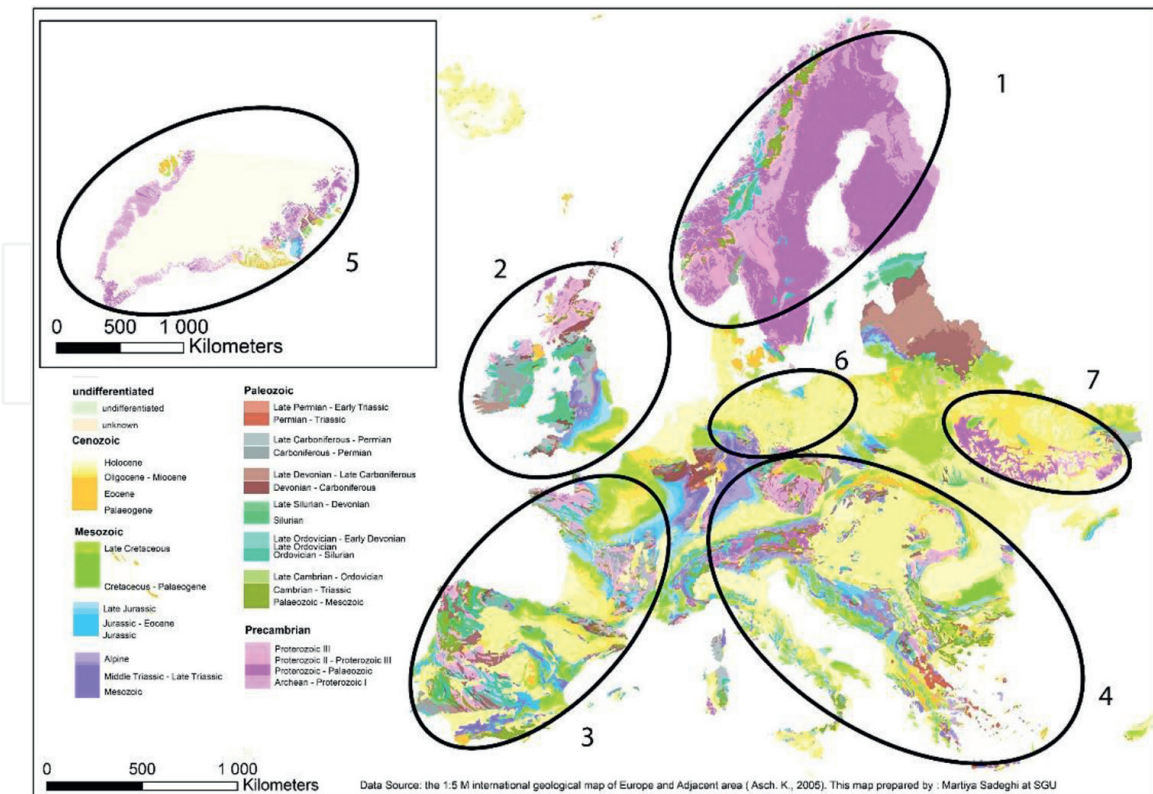 1
5
0 500 1 000
Kilometers
2
6
7
undifferentiated
undifferentiated
unknown
Cenozoic
Holocene
Oligocene - Miocene
Eocene
Palaeogene
Mesozoic
Late Cretaceous
Cretaceous - Palaeogene
Late Jurassic
Jurassic - Eocene
Jurassic
Alpine
Middle Triassic - Late Triassic
Mesozoic
Paleozoic
Late Permian - Early Triassic
Permian - Triassic
Late Carboniferous - Permian
Carboniferous - Permian
Late Devonian - Late Carboniferous
Devonian - Carboniferous
Late Silurian - Devonian
Silurian
Late Ordovician - Early Devonian
Late Ordovician
Ordovician - Silurian
Late Cambrian - Ordovician
Cambrian - Triassic
Palaeozoic - Mesozoic
Precambrian
Proterozoic III
Proterozoic II - Proterozoic III
Proterozoic - Palaeozoic
Archean - Proterozoic I
3
4
0 500 1 000
Kilometers
Data Source: the 1:5 M international geological map of Europe and Adjacent area ( Asch. K., 2005). This map prepared by : Martiya Sadeghi at SGU